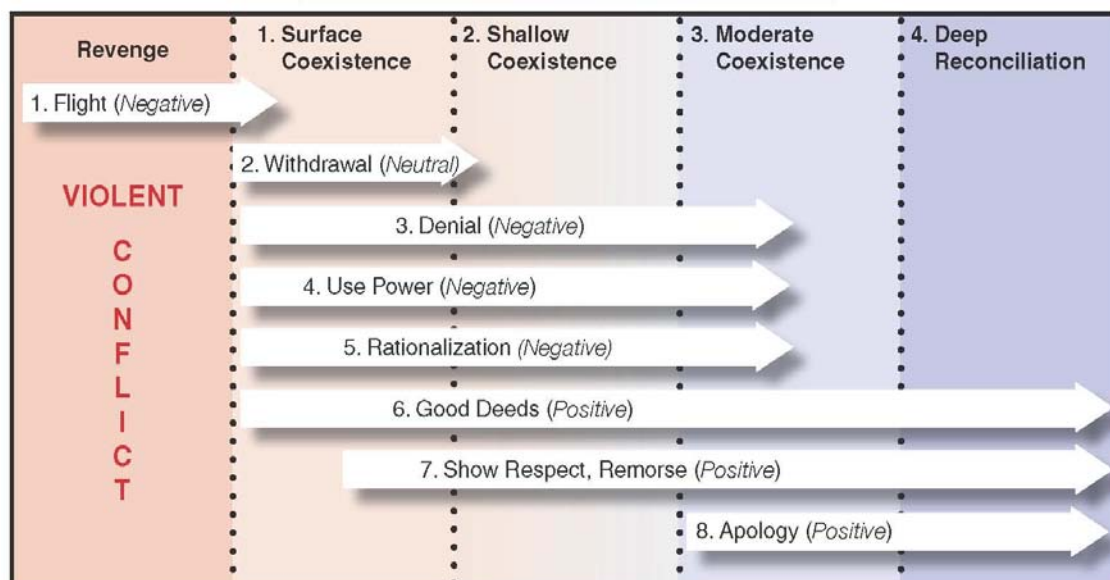 Revenge
1. Surface
Coexistence
2. Shallow
Coexistence
3. Moderate
Coexistence
4. Deep
Reconciliation
1. Flight (Negative)
2. Withdrawal (Neutral)
VIOLENT
CONFLICT
3. Denial (Negative)
4. Use Power (Negative)
5. Rationalization (Negative)
6. Good Deeds (Positive)
7. Show Respect, Remorse (Positive)
8. Apology (Positive)